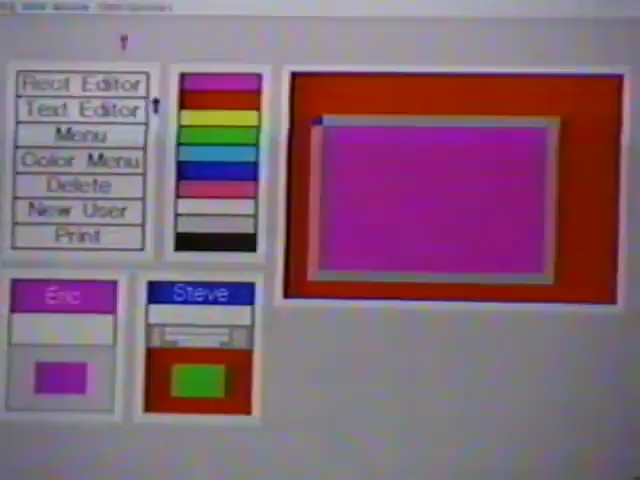 Rect Editor
Text Editor
Menu
Color Menu
Delete
New User
Print
Eric
Steve